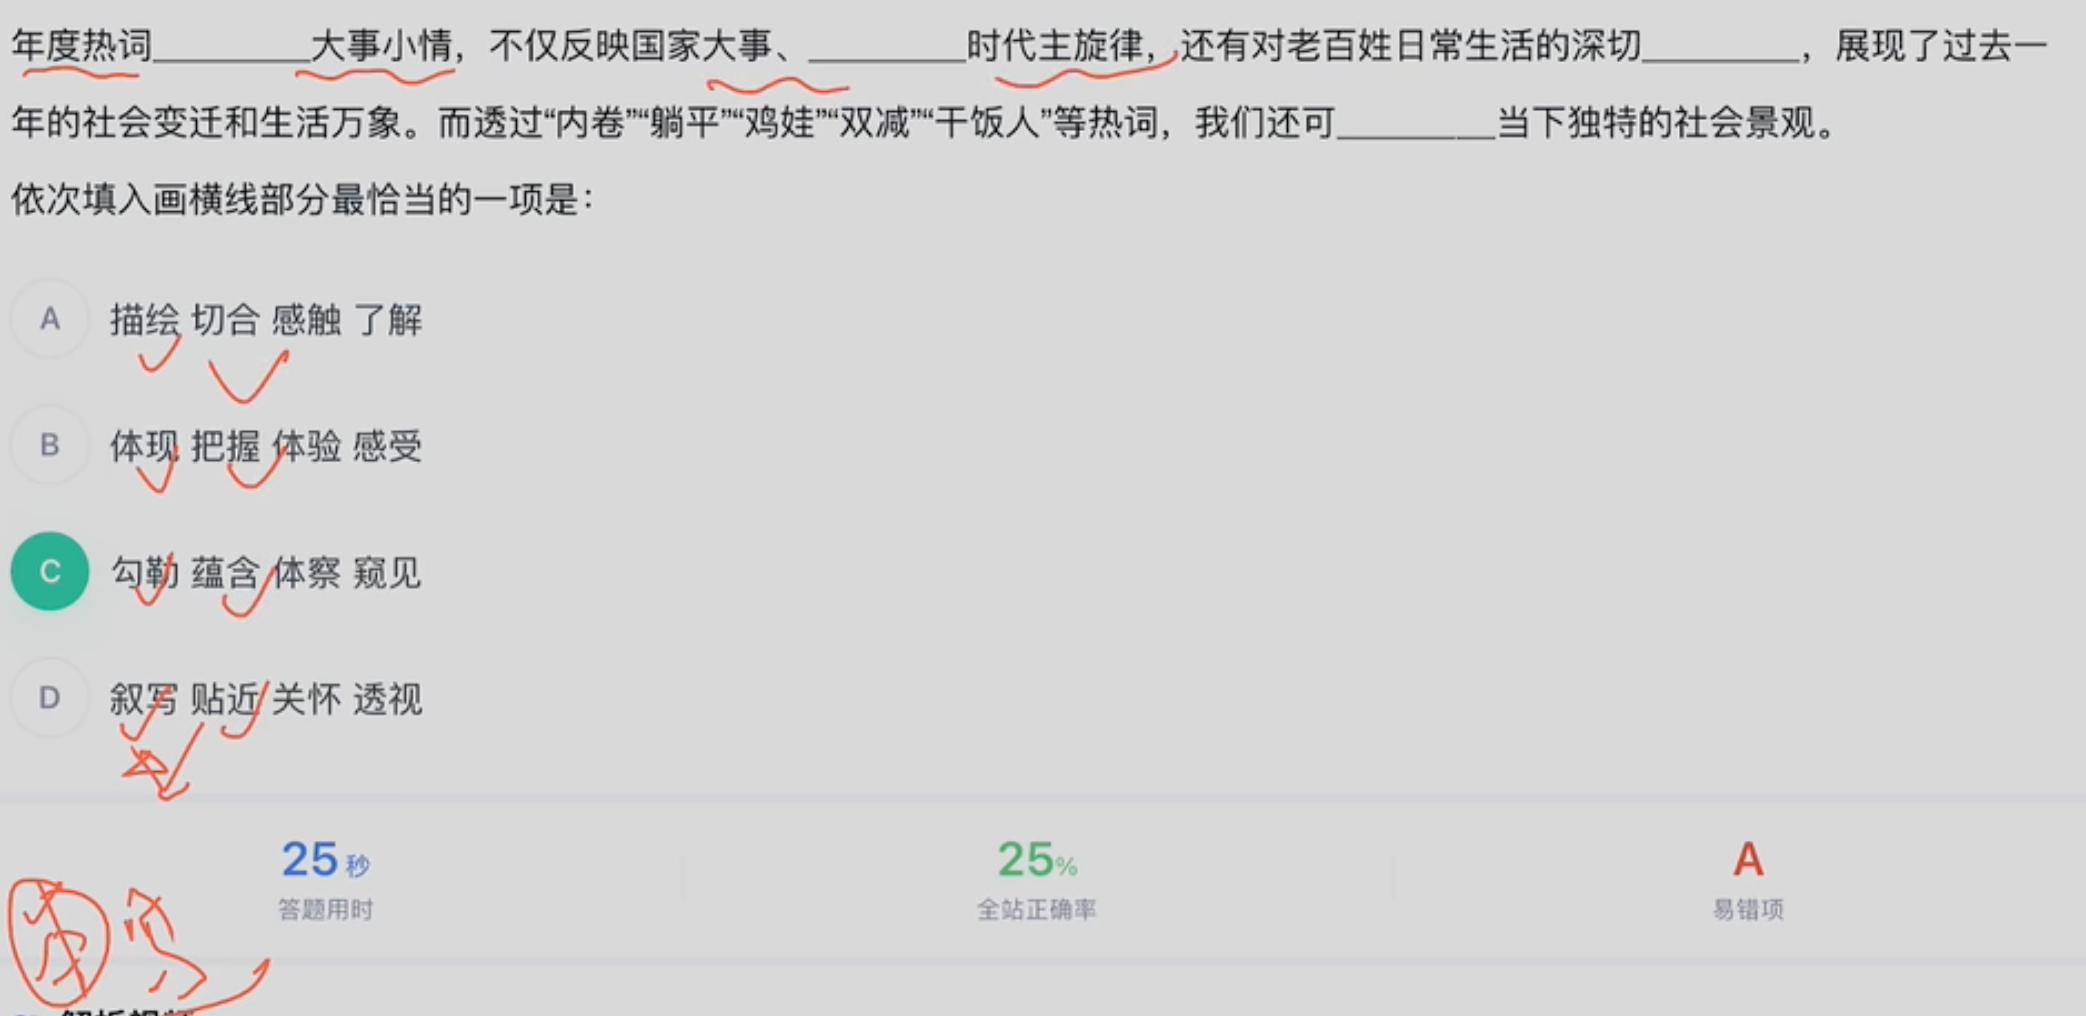 年度热词________大事小情，不仅反映国家大事、________时代主旋律，还有对老百姓日常生活的深切________，展现了过去一
年的社会变迁和生活万象。而透过“内卷”“躺平”“鸡娃”“双减”“干饭人”等热词，我们还可________当下独特的社会景观。
依次填入画横线部分最恰当的一项是：
A 描绘 切合 感触 了解
B 体现 把握 体验 感受
C 勾勒 蕴含 体察 窥见
D 叙写 贴近 关怀 透视
25秒 25% A
答题用时 全站正确率 易错项
解析视频